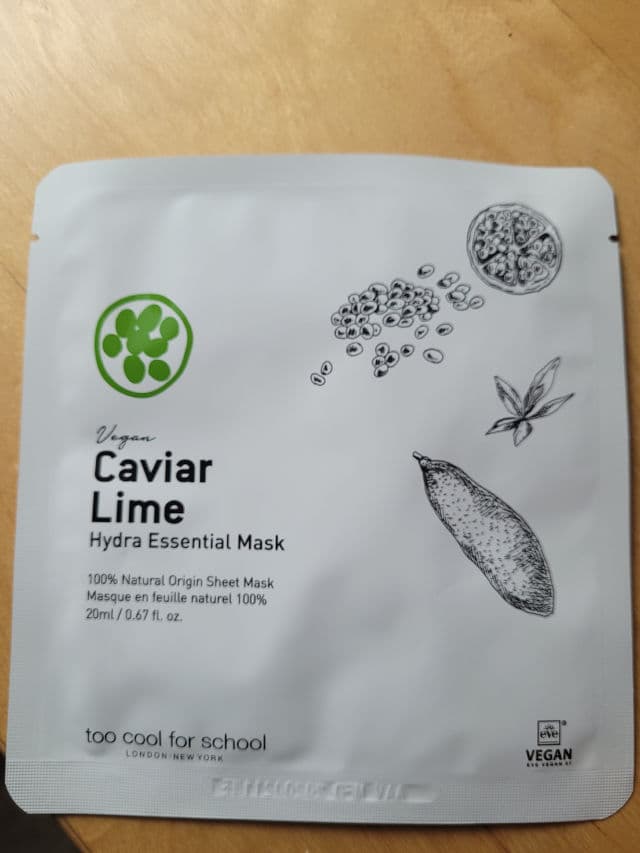 Vegan
Caviar
Lime
Hydra Essential Mask
100% Natural Origin Sheet Mask
Masque en feuille naturel 100%
20ml / 0.67 fl. oz.
too cool for school
LONDON NEW YORK
eve
VEGAN